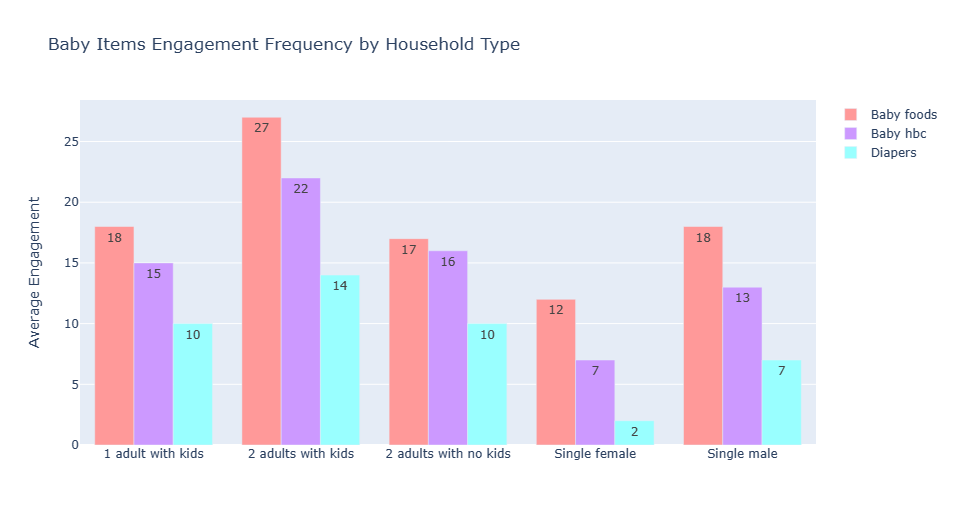 Baby Items Engagement Frequency by Household Type
Baby foods
Baby hbc
Diapers
Average Engagement
25
20
15
10
5
0
18
15
10
27
22
14
17
16
10
12
7
2
18
13
7
1 adult with kids
2 adults with kids
2 adults with no kids
Single female
Single male